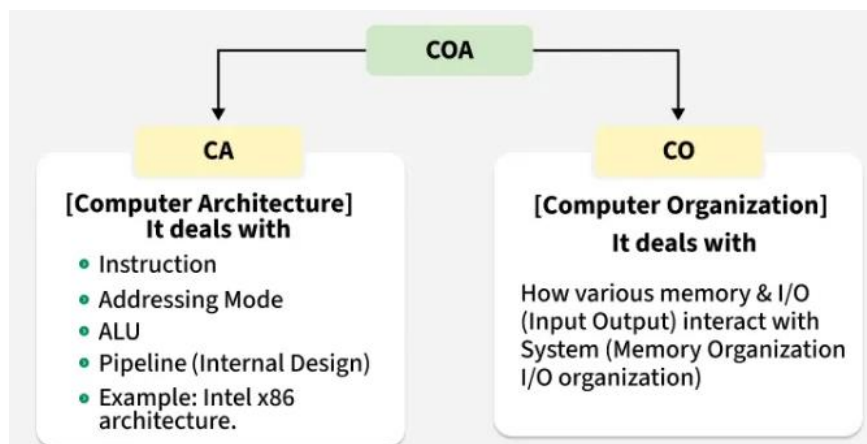 COA
CA
[Computer Architecture]
It deals with
Instruction
Addressing Mode
ALU
Pipeline (Internal Design)
Example: Intel x86
architecture.
CO
[Computer Organization]
It deals with
How various memory & I/O
(Input Output) interact with
System (Memory Organization
I/O organization)